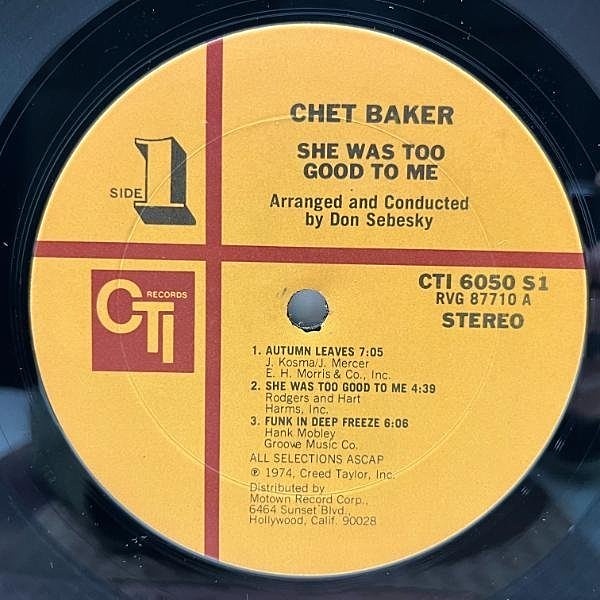 CHET BAKER
SHE WAS TOO
GOOD TO ME
Arranged and Conducted
by Don Sebesky
SIDE 1
CTI RECORDS
CTI 6050 S1
RVG 87710 A
STEREO
1. AUTUMN LEAVES 7:05
J. Kosma/J. Mercer
E. H. Morris & Co., Inc.
2. SHE WAS TOO GOOD TO ME 4:39
Rodgers and Hart
Harms, Inc.
3. FUNK IN DEEP FREEZE 6:06
Hank Mobley
Groove Music Co.
ALL SELECTIONS ASCAP
℗ 1974, Creed Taylor, Inc.
Distributed by
Motown Record Corp.,
6464 Sunset Blvd.,
Hollywood, Calif. 90028